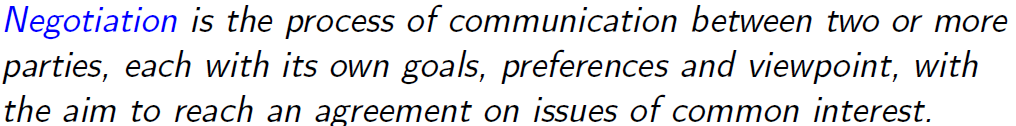 Negotiation is the process of communication between two or more
parties, each with its own goals, preferences and viewpoint, with
the aim to reach an agreement on issues of common interest.